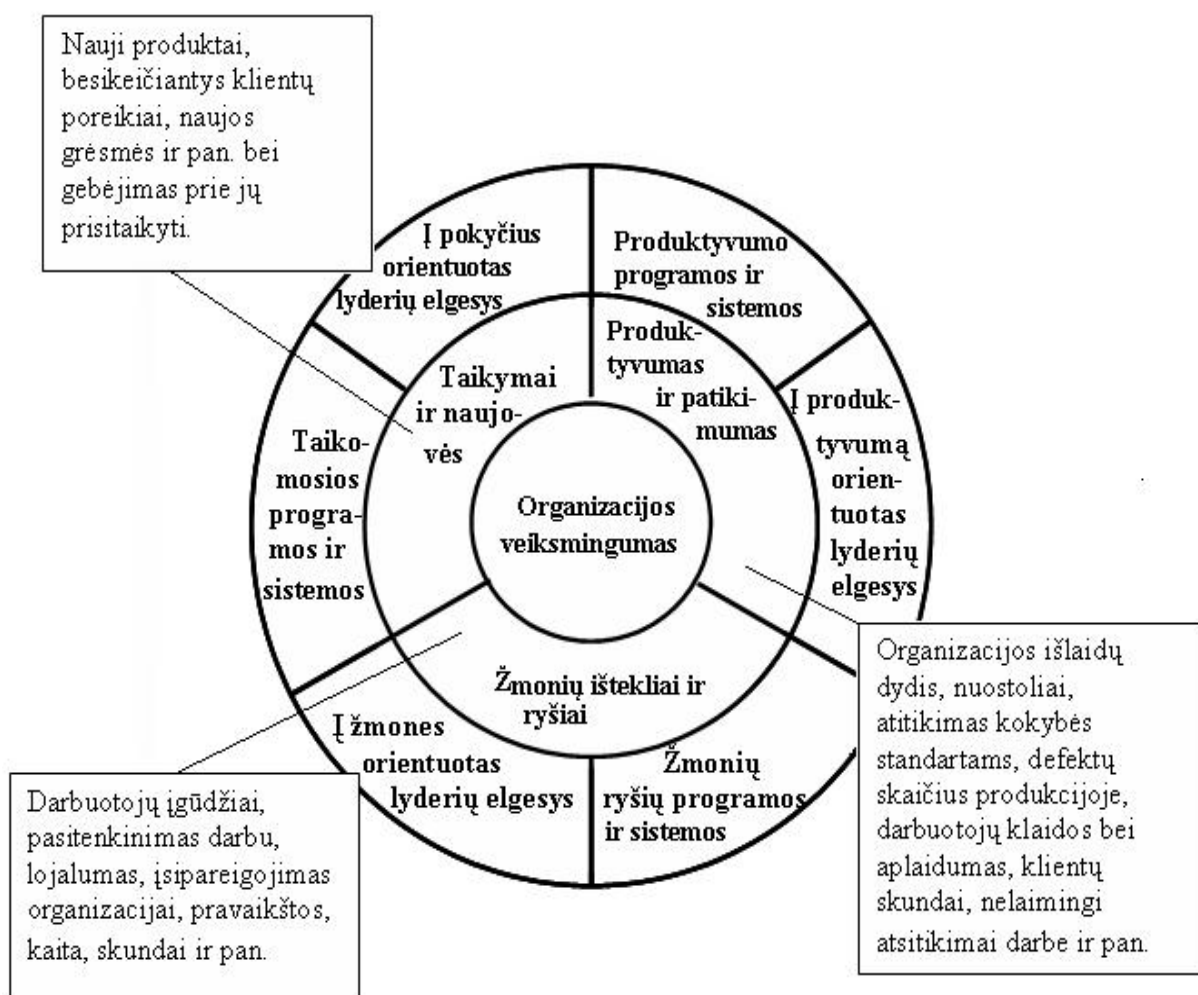 Nauji produktai,
besikeičiantys klientų
poreikiai, naujos
grėsmės ir pan. bei
gebėjimas prie jų
prisitaikyti.
Į pokyčius
orientuotas
lyderių elgesys
Produktyvumo
programos ir
sistemos
Taikymai
ir naujo-
vės
Produk-
tyvumas
ir patiki-
mumas
Taiko-
mosios
progra-
mos ir
sistemos
Organizacijos
veiksmingumas
Į produk-
tyvumą
orien-
tuotas
lyderių
elgesys
Žmonių ištekliai ir
ryšiai
Į žmones
orientuotas
lyderių elgesys
Žmonių
ryšių programos
ir sistemos
Darbuotojų įgūdžiai,
pasitenkinimas darbu,
lojalumas, įsipareigojimas
organizacijai, pravaikštos,
kaita, skundai ir pan.
Organizacijos išlaidų
dydis, nuostoliai,
atitikimas kokybės
standartams, defektų
skaičius produkcijoje,
darbuotojų klaidos bei
aplaidumas, klientų
skundai, nelaimingi
atsitikimai darbe ir pan.